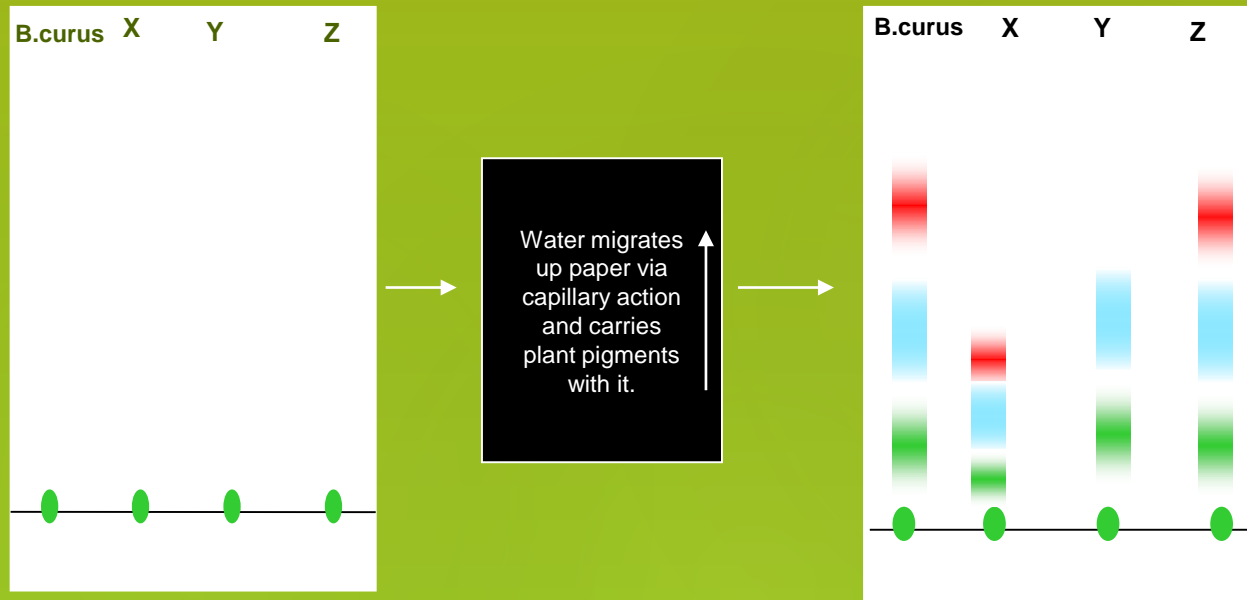 B.curus X Y Z
Water migrates
up paper via
capillary action
and carries
plant pigments
with it.
B.curus X Y Z